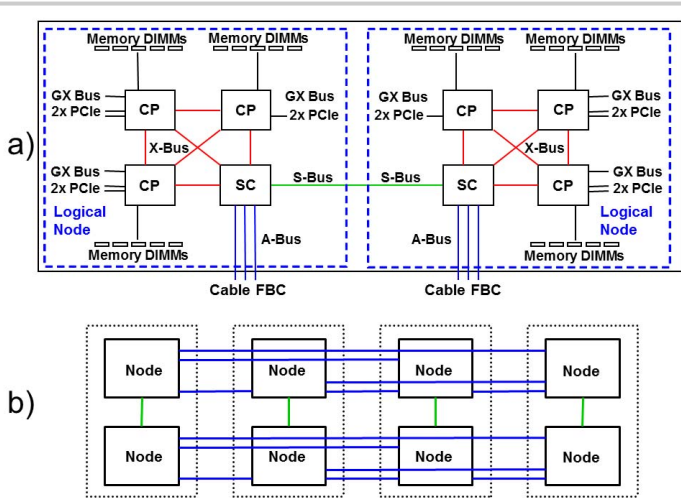 a)
Memory DIMMs Memory DIMMs
GX Bus
2x PCIe
CP
CP
GX Bus
2x PCIe
X-Bus
GX Bus
2x PCIe
CP
SC
S-Bus
Logical
Node
A-Bus
Memory DIMMs
Cable FBC
Memory DIMMs Memory DIMMs
GX Bus
2x PCIe
CP
CP
GX Bus
2x PCIe
X-Bus
S-Bus
SC
CP
GX Bus
2x PCIe
A-Bus
Logical
Node
Memory DIMMs
Cable FBC
b)
Node Node Node Node
Node Node Node Node